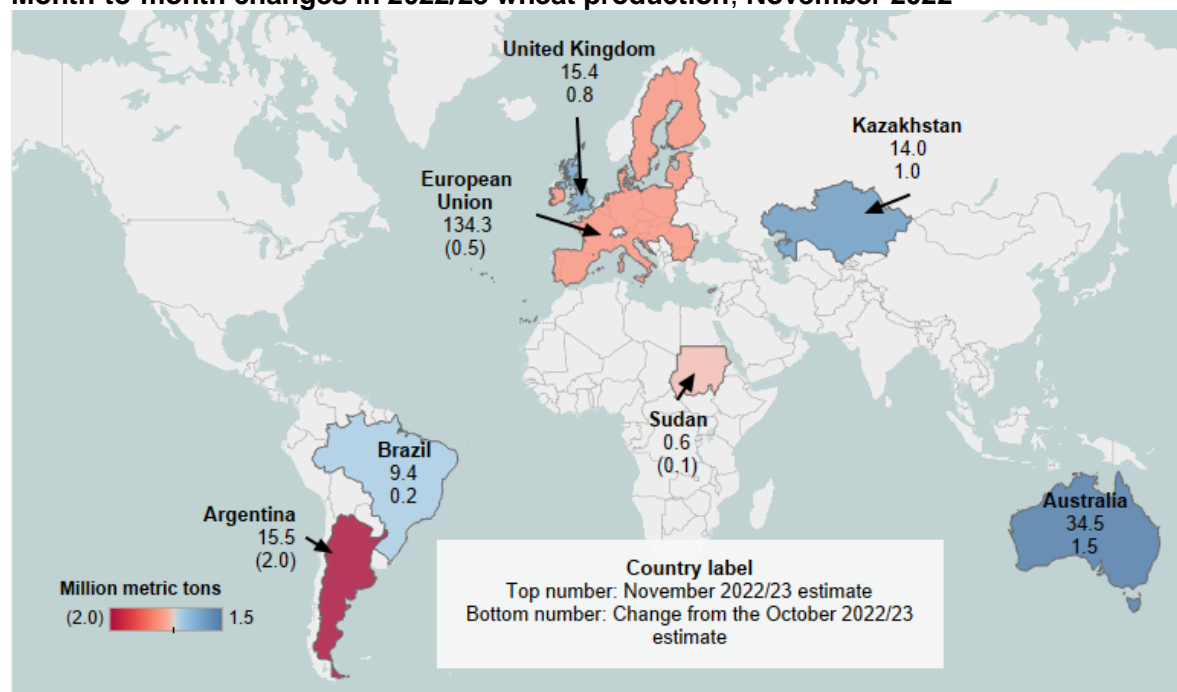 Month-to-month changes in 2022/23 wheat production, November 2022
United Kingdom
15.4
0.8
Kazakhstan
14.0
1.0
European
Union
134.3
(0.5)
Sudan
0.6
(0.1)
Brazil
9.4
0.2
Australia
34.5
1.5
Argentina
15.5
(2.0)
Million metric tons
(2.0) 1.5
Country label
Top number: November 2022/23 estimate
Bottom number: Change from the October 2022/23
estimate